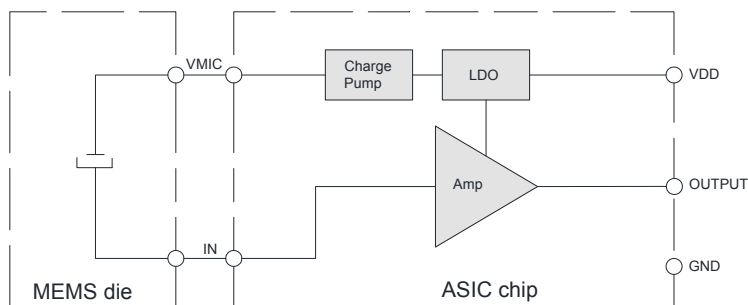 VMIC
Charge
Pump
LDO
VDD
Amp
OUTPUT
IN
GND
MEMS die
ASIC chip